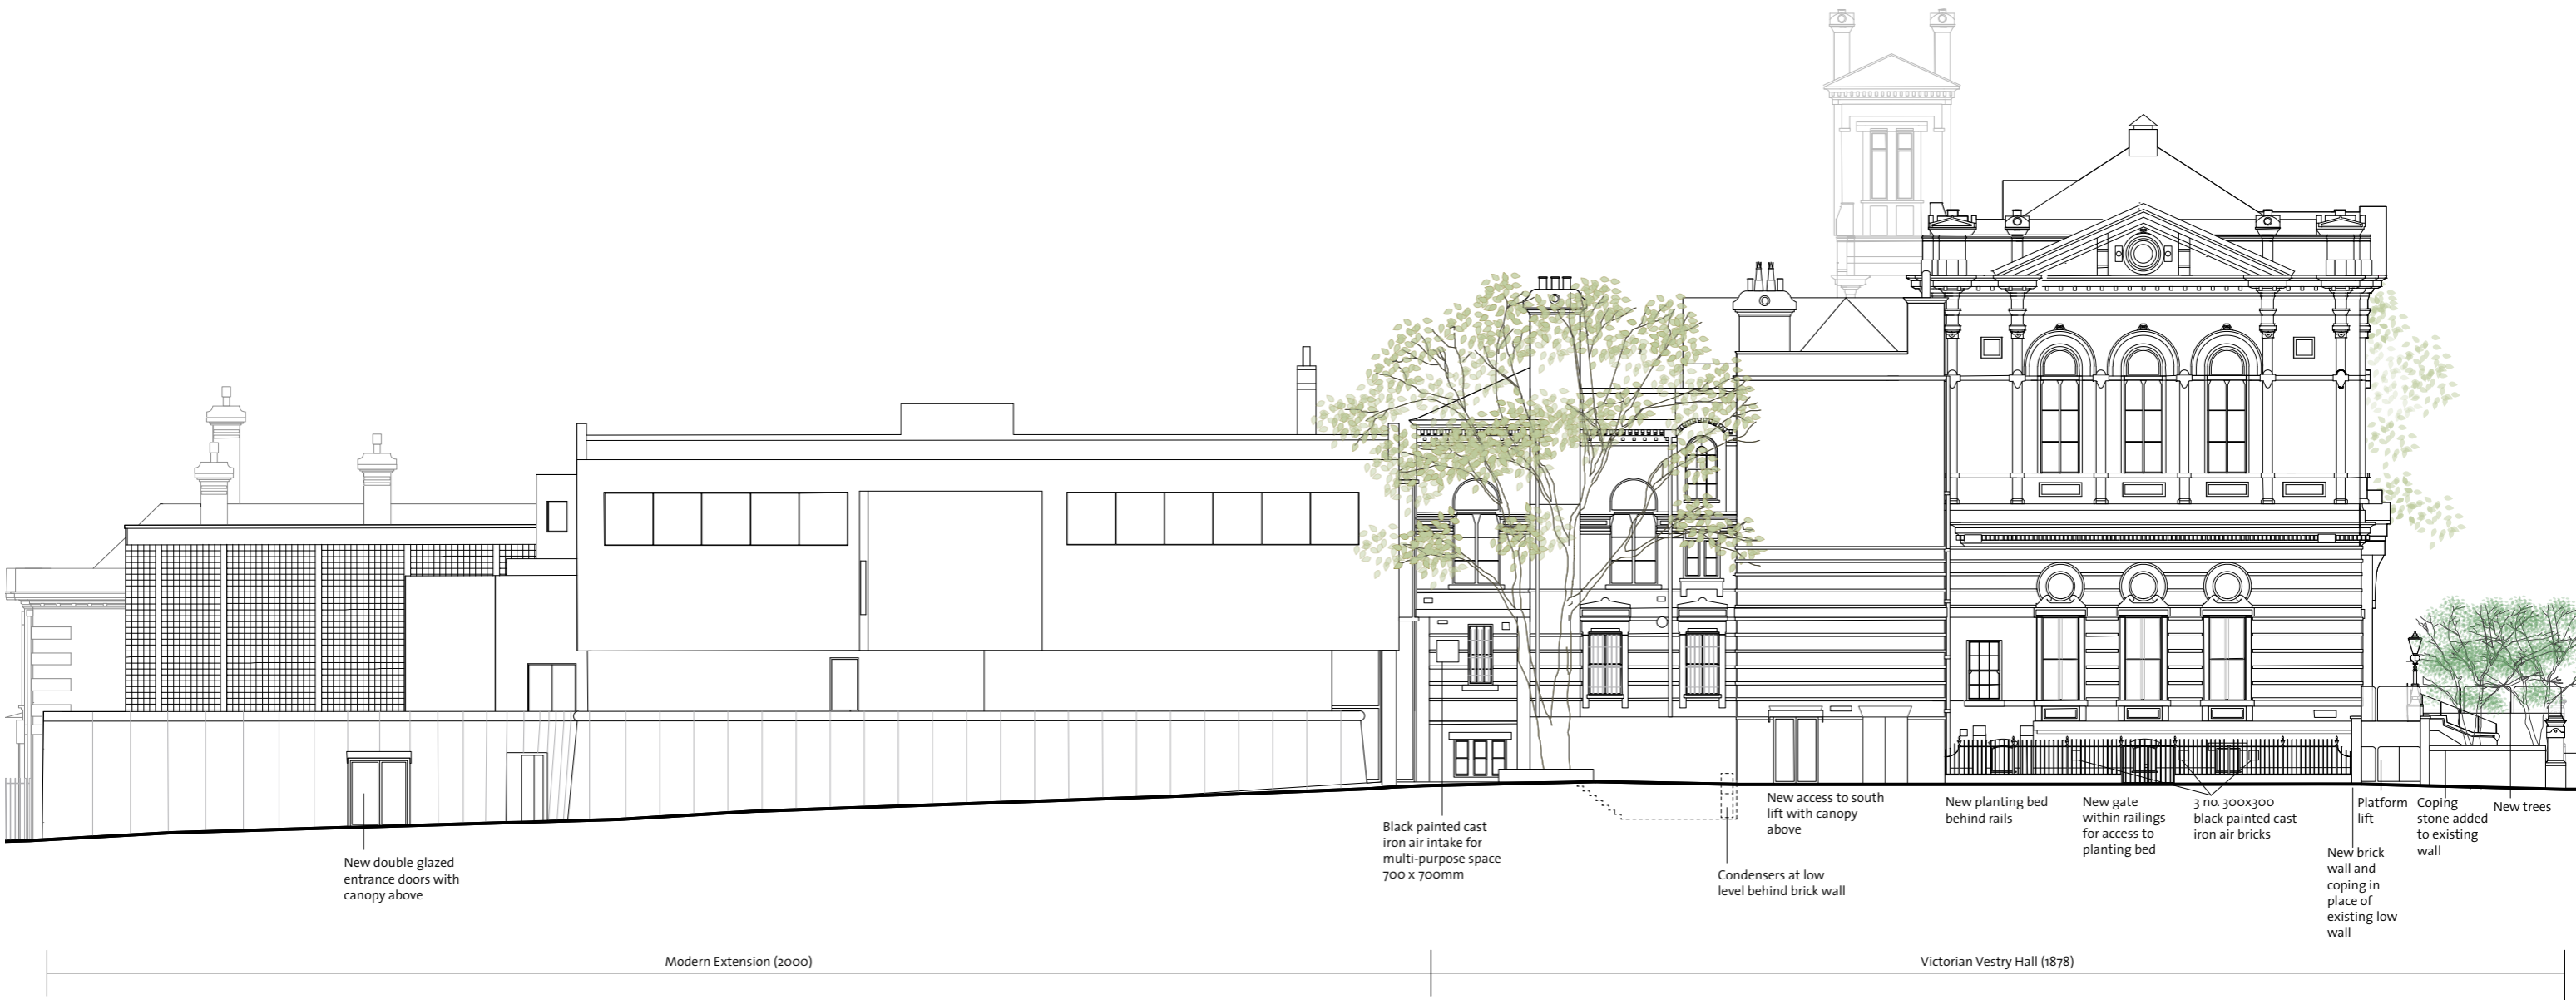 New double glazed
entrance doors with
canopy above
Black painted cast
iron air intake for
multi-purpose space
700 x 700mm
Condensers at low
level behind brick wall
New access to south
lift with canopy
above
New planting bed
behind rails
New gate
within railings
for access to
planting bed
3 no. 300x300
black painted cast
iron air bricks
New brick
wall and
coping in
place of
existing low
wall
Platform
lift
Coping
stone added
to existing
wall
New trees
Modern Extension (2000)
Victorian Vestry Hall (1878)